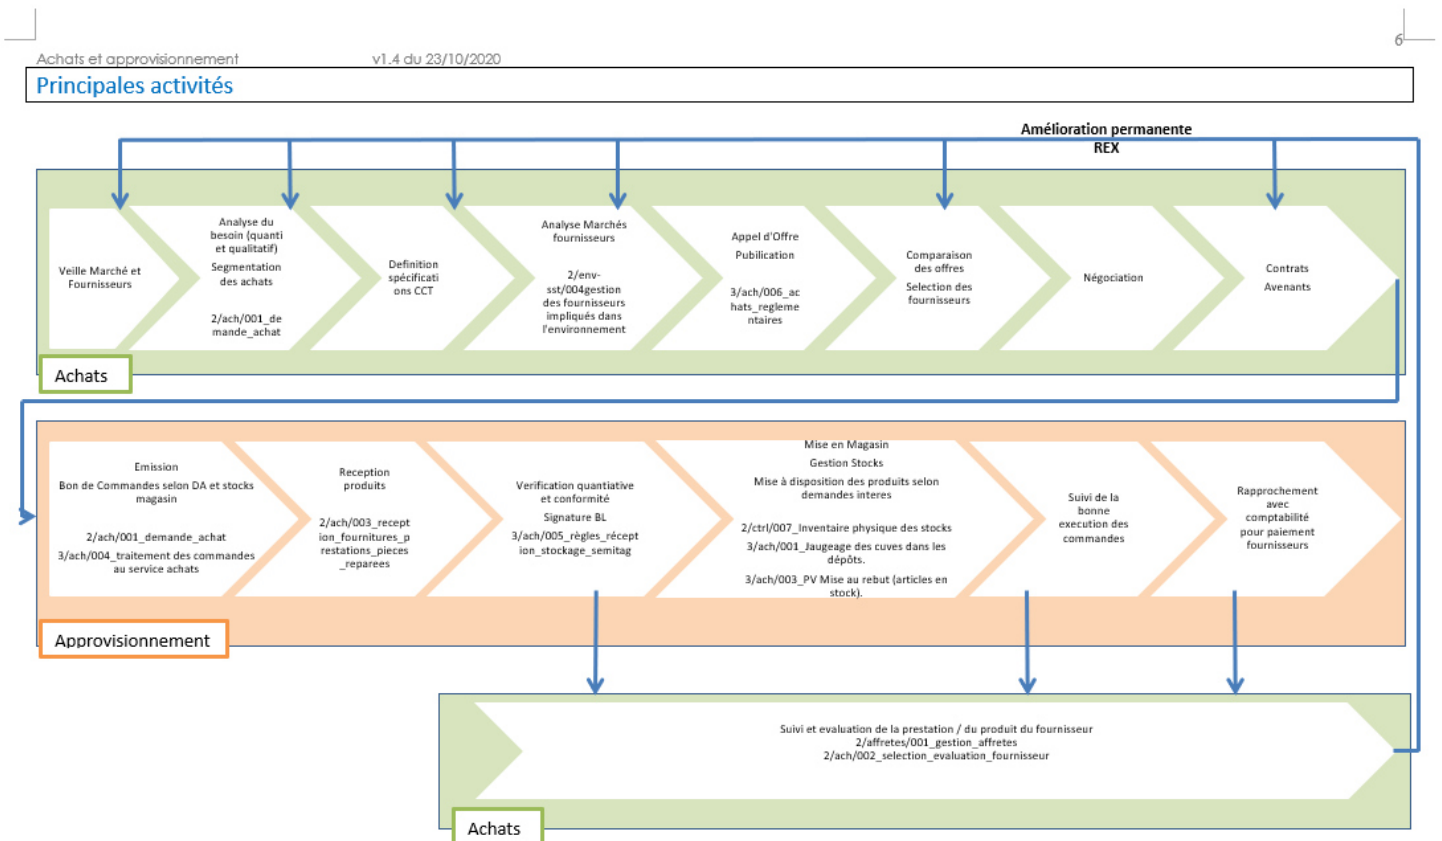 6
Achats et approvisionnement v1.4 du 23/10/2020
Principales activités
Amélioration permanente
REX
Veille Marché et
Fournisseurs
Analyse du
besoin (quanti
et qualitatif)
Segmentation
des achats
2/ach/001_de
mande_achat
Definition
spécificati
ons CCT
Analyse Marchés
fournisseurs
2/env-
sst/004gestion
des fournisseurs
impliqués dans
l'environnement
Appel d'Offre
Publication
3/ach/006_ac
hats_regleme
ntaires
Comparaison
des offres
Selection des
fournisseurs
Négociation
Contrats
Avenants
Achats
Emission
Bon de Commandes selon DA et stocks
magasin
2/ach/001_demande_achat
3/ach/004_traitement des commandes
au service achats
Reception
produits
2/ach/003_recept
ion_fournitures_p
restations_pieces
_reparees
Verification quantiative
et conformité
Signature BL
3/ach/005_règles_récept
ion_stockage_semitag
Mise en Magasin
Gestion Stocks
Mise à disposition des produits selon
demandes interes
2/ctrl/007_Inventaire physique des stocks
3/ach/001_Jaugeage des cuves dans les
dépôts.
3/ach/003_PV Mise au rebut (articles en
stock).
Suivi de la
bonne
execution des
commandes
Rapprochement
avec
comptabilité
pour paiement
fournisseurs
Approvisionnement
Suivi et evaluation de la prestation / du produit du fournisseur
2/affretes/001_gestion_affretes
2/ach/002_selection_evaluation_fournisseur
Achats